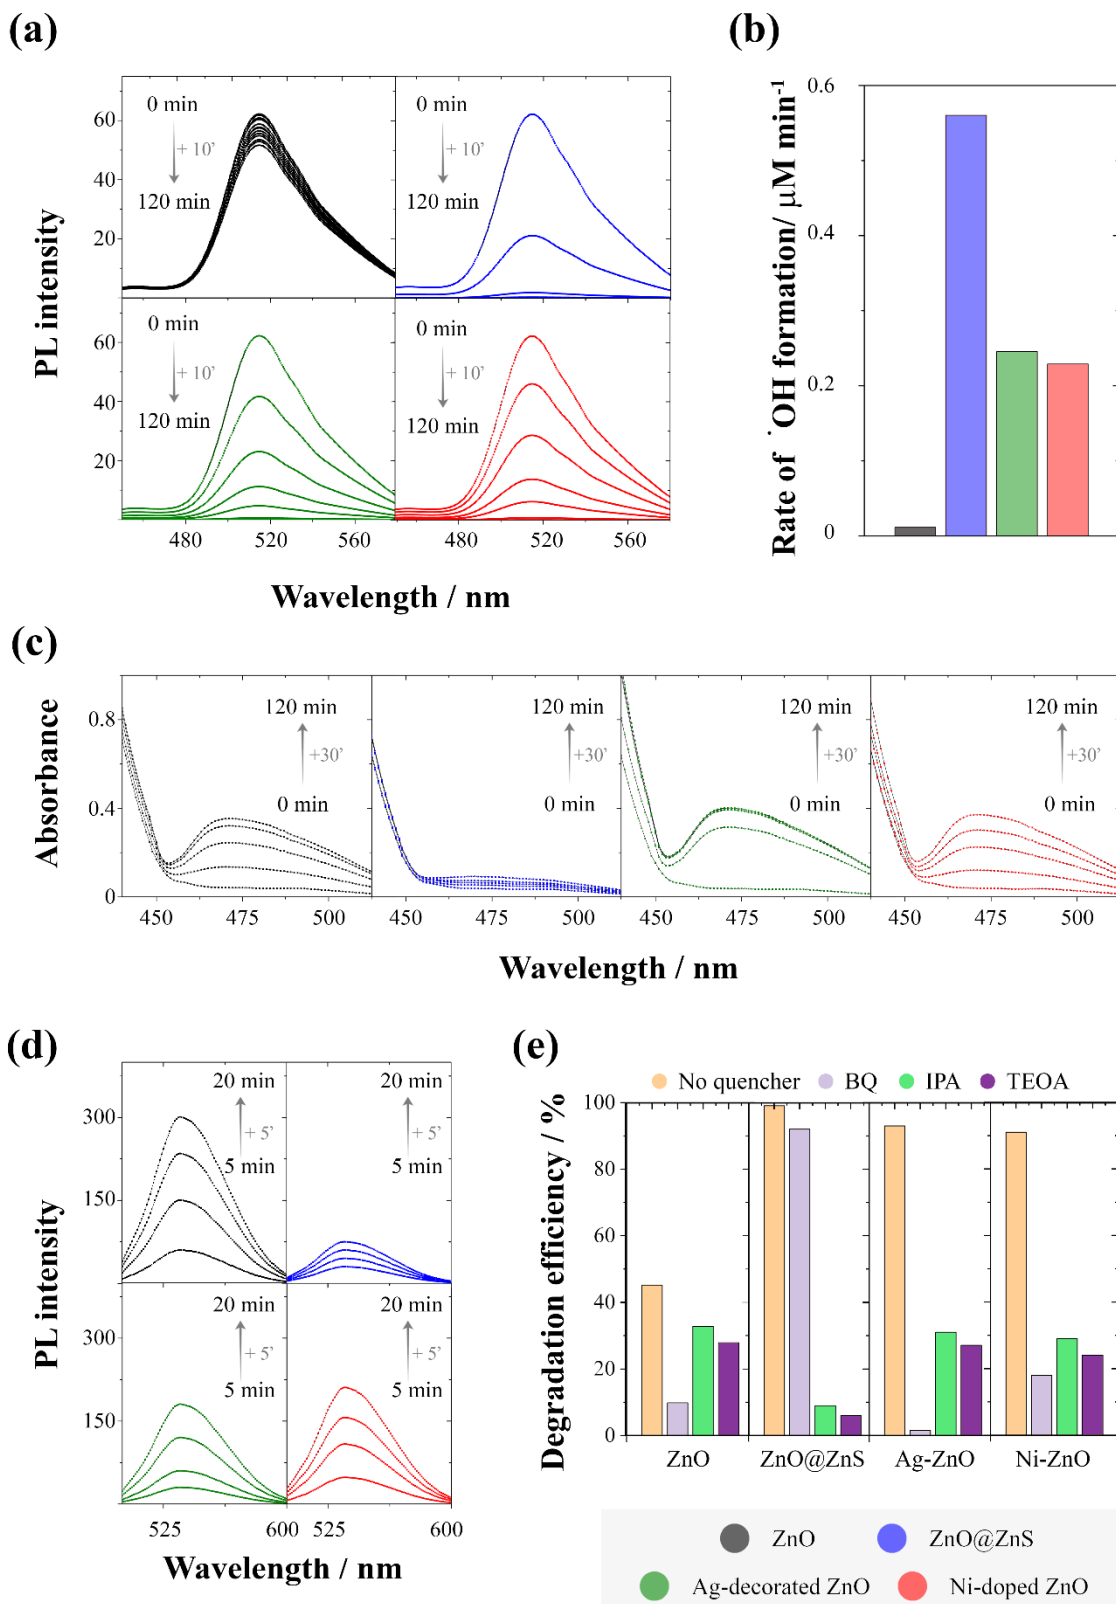 (a)
(b)
PL intensity
60
40
20
0 min
+ 10'
120 min
0 min
+ 10'
120 min
60
40
20
0 min
+ 10'
120 min
0 min
+ 10'
120 min
480
520
560
480
520
560
Wavelength / nm
Rate of ˙OH formation/ μM min⁻¹
0.6
0.4
0.2
0
(c)
Absorbance
0.8
0.4
0
120 min
+30'
0 min
120 min
+30'
0 min
120 min
+30'
0 min
120 min
+30'
0 min
450
475
500
450
475
500
450
475
500
450
475
500
Wavelength / nm
(d)
PL intensity
300
150
20 min
+ 5'
5 min
20 min
+ 5'
5 min
300
150
20 min
+ 5'
5 min
20 min
+ 5'
5 min
525
600
525
600
Wavelength / nm
(e)
No quencher
BQ
IPA
TEOA
Degradation efficiency / %
100
80
60
40
20
0
ZnO
ZnO@ZnS
Ag-ZnO
Ni-ZnO
ZnO
ZnO@ZnS
Ag-decorated ZnO
Ni-doped ZnO